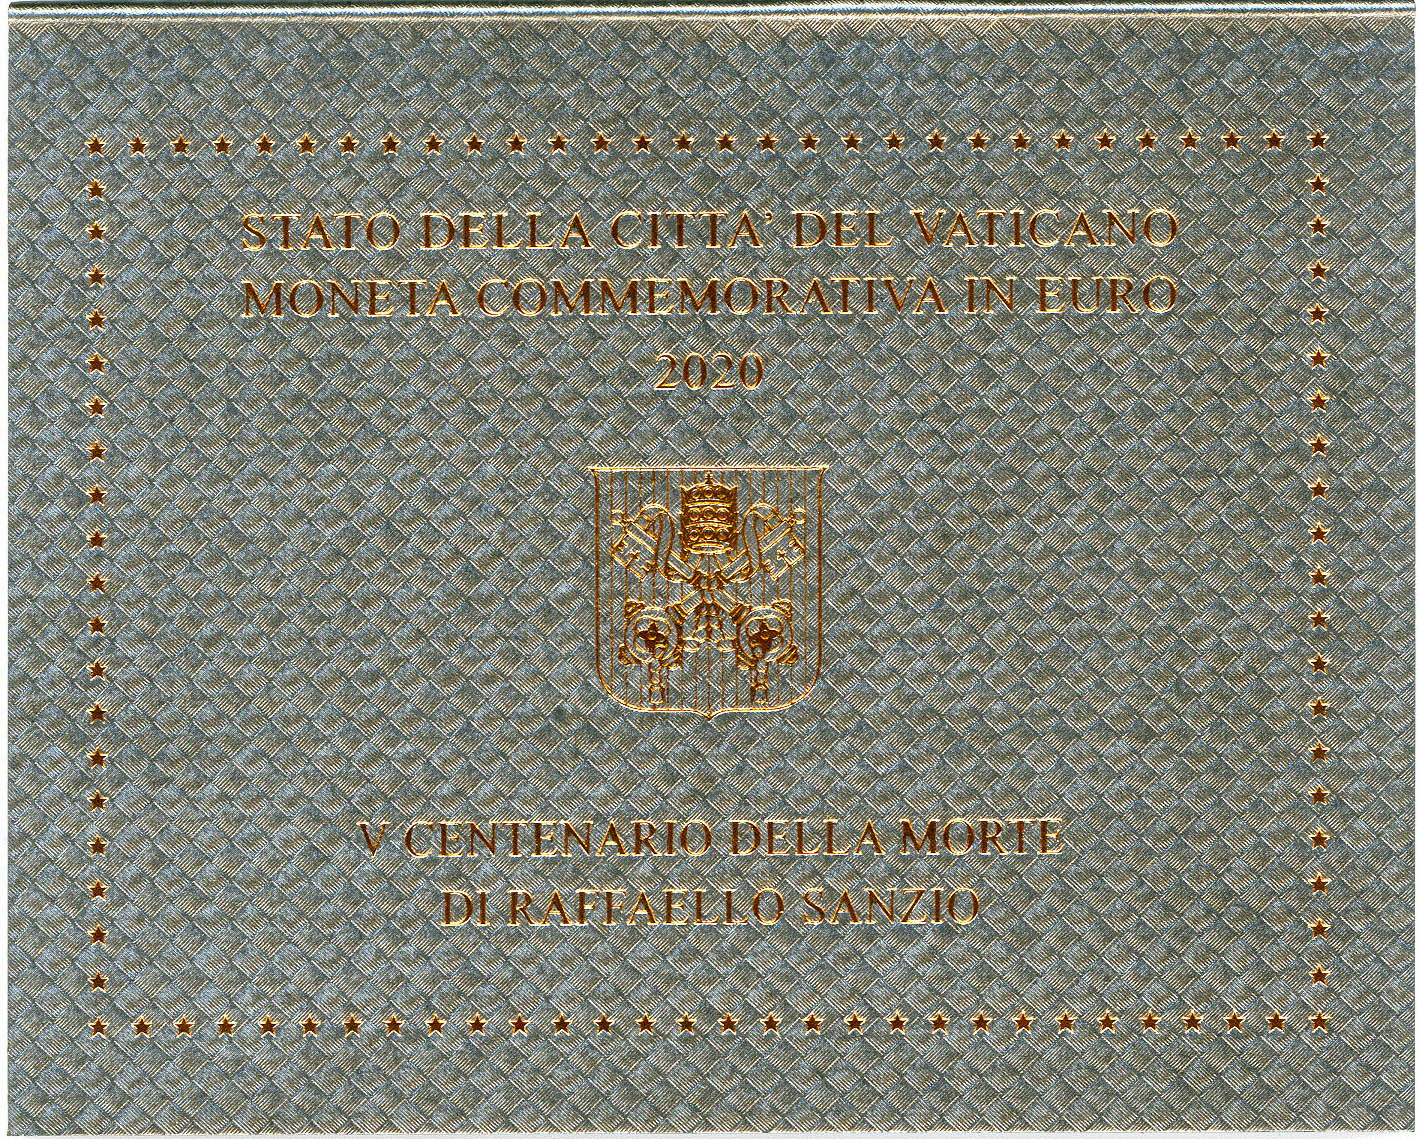 STATO DELLA CITTA' DEL VATICANO
MONETA COMMEMORATIVA IN EURO
2020
V CENTENARIO DELLA MORTE
DI RAFFAELLO SANZIO